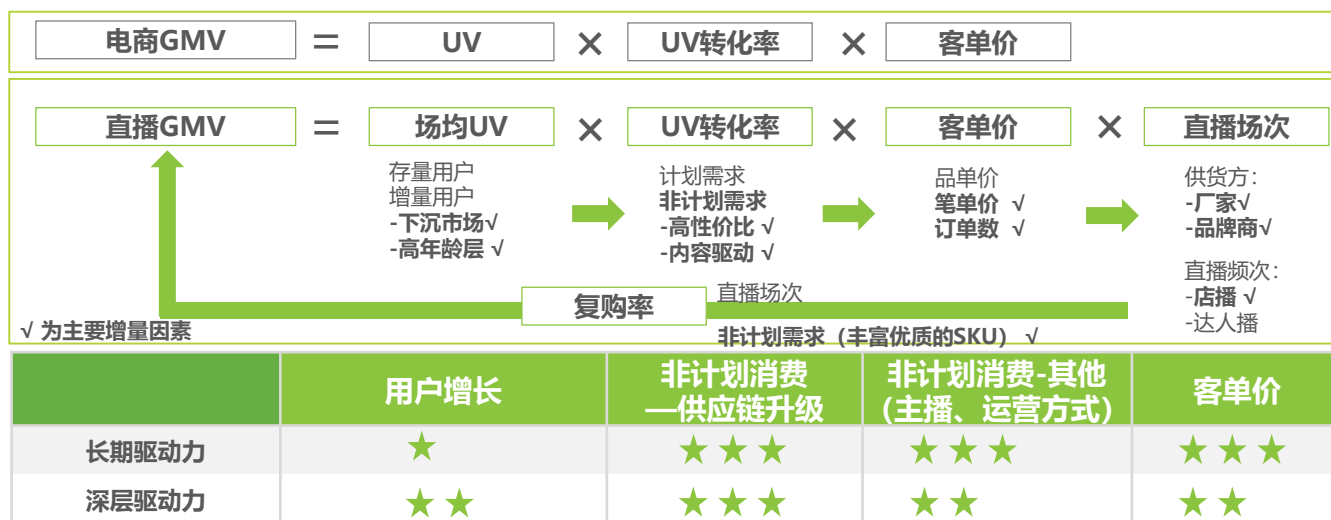 电商GMV = UV × UV转化率 × 客单价
直播GMV = 场均UV × UV转化率 × 客单价 × 直播场次
存量用户
增量用户
-下沉市场√
-高年龄层 √
计划需求
非计划需求
-高性价比 √
-内容驱动 √
品单价
笔单价 √
订单数 √
供货方：
-厂家√
-品牌商√
直播频次：
-店播 √
-达人播
复购率
直播场次
非计划需求（丰富优质的SKU） √
√ 为主要增量因素
用户增长
非计划消费
—供应链升级
非计划消费-其他
（主播、运营方式）
客单价
长期驱动力 ★ ★★★ ★★★ ★★★
深层驱动力 ★★ ★★★ ★★ ★★